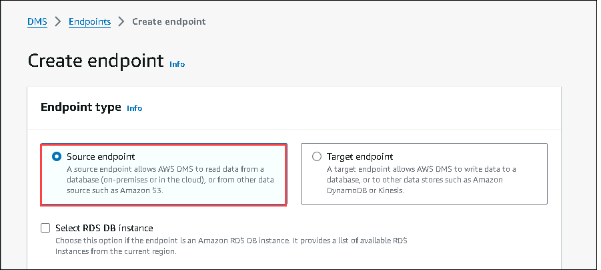 DMS > Endpoints > Create endpoint
Create endpoint Info
Endpoint type Info
Source endpoint
A source endpoint allows AWS DMS to read data from a
database (on-premises or in the cloud), or from other data
source such as Amazon S3.
Target endpoint
A target endpoint allows AWS DMS to write data to a
database, or to other data stores such as Amazon
DynamoDB or Kinesis.
Select RDS DB instance
Choose this option if the endpoint is an Amazon RDS DB instance. It provides a list of available RDS
instances from the current region.